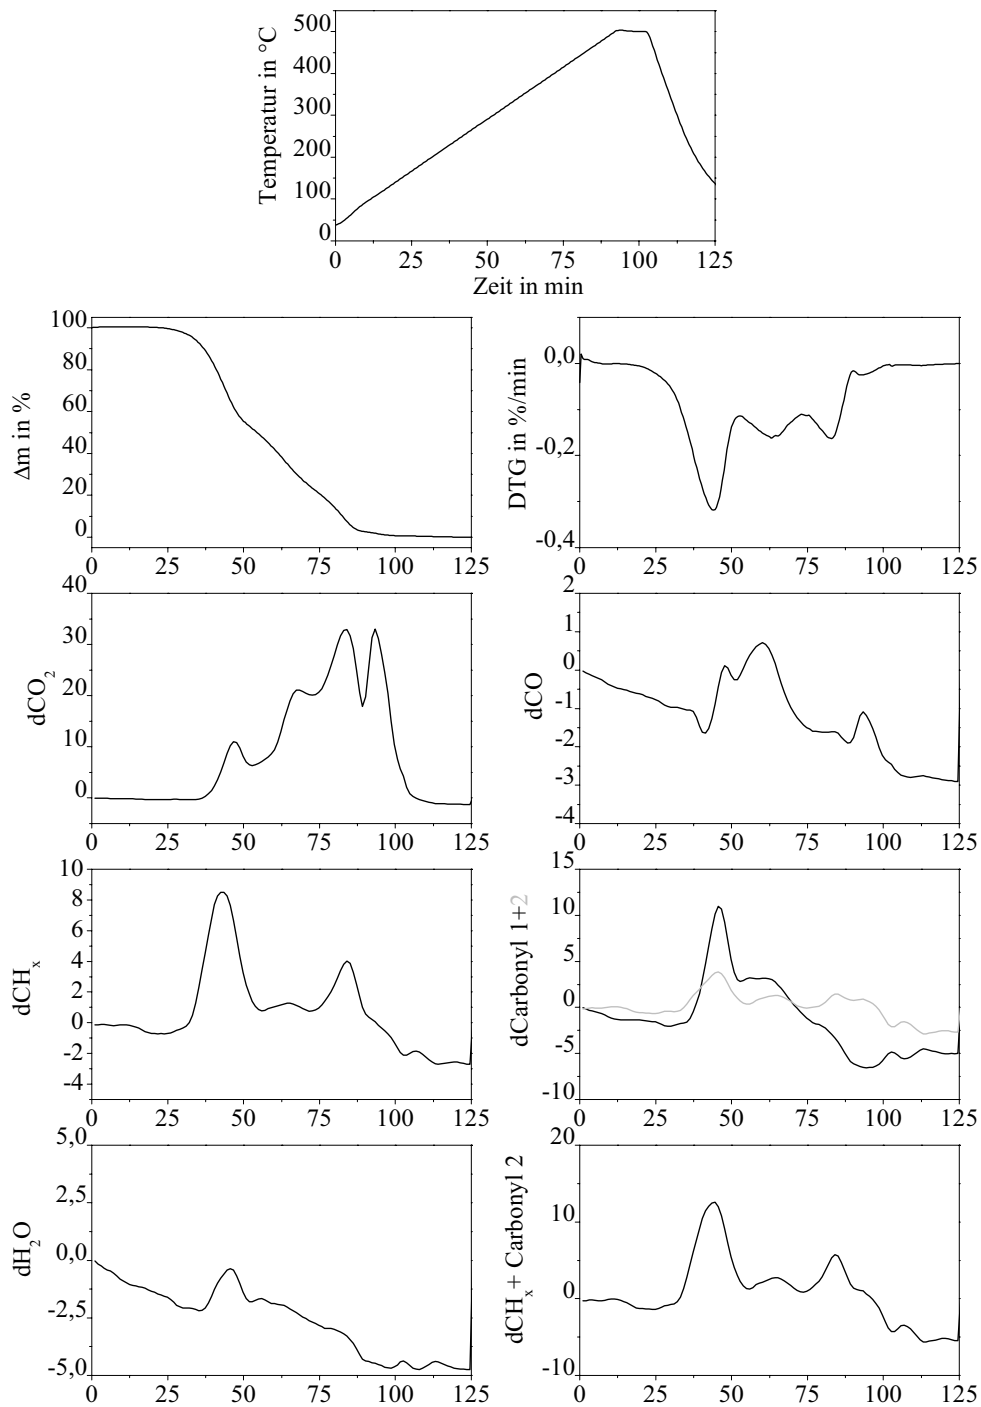 Temperatur in °C
500
400
300
200
100
0
0 25 50 75 100 125
Zeit in min
Δm in %
100
80
60
40
20
0
0 25 50 75 100 125
DTG in %/min
0,0
-0,2
-0,4
0 25 50 75 100 125
dCO₂
40
30
20
10
0
0 25 50 75 100 125
dCO
2
1
0
-1
-2
-3
-4
0 25 50 75 100 125
dCHₓ
10
8
6
4
2
0
-2
-4
0 25 50 75 100 125
dCarbonyl 1+2
15
10
5
0
-5
-10
0 25 50 75 100 125
dH₂O
5,0
2,5
0,0
-2,5
-5,0
0 25 50 75 100 125
dCHₓ + Carbonyl 2
20
10
0
-10
0 25 50 75 100 125